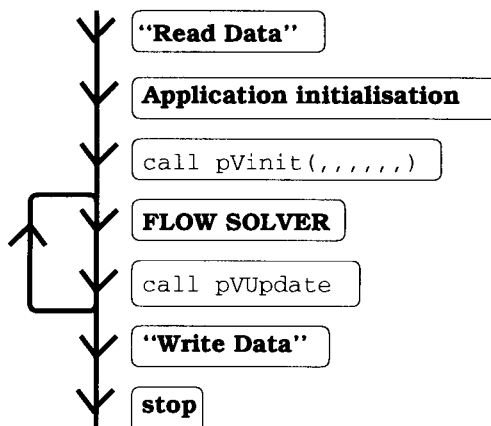 “Read Data”
Application initialisation
call pVinit(,,,,,,)
FLOW SOLVER
call pVUpdate
“Write Data”
stop